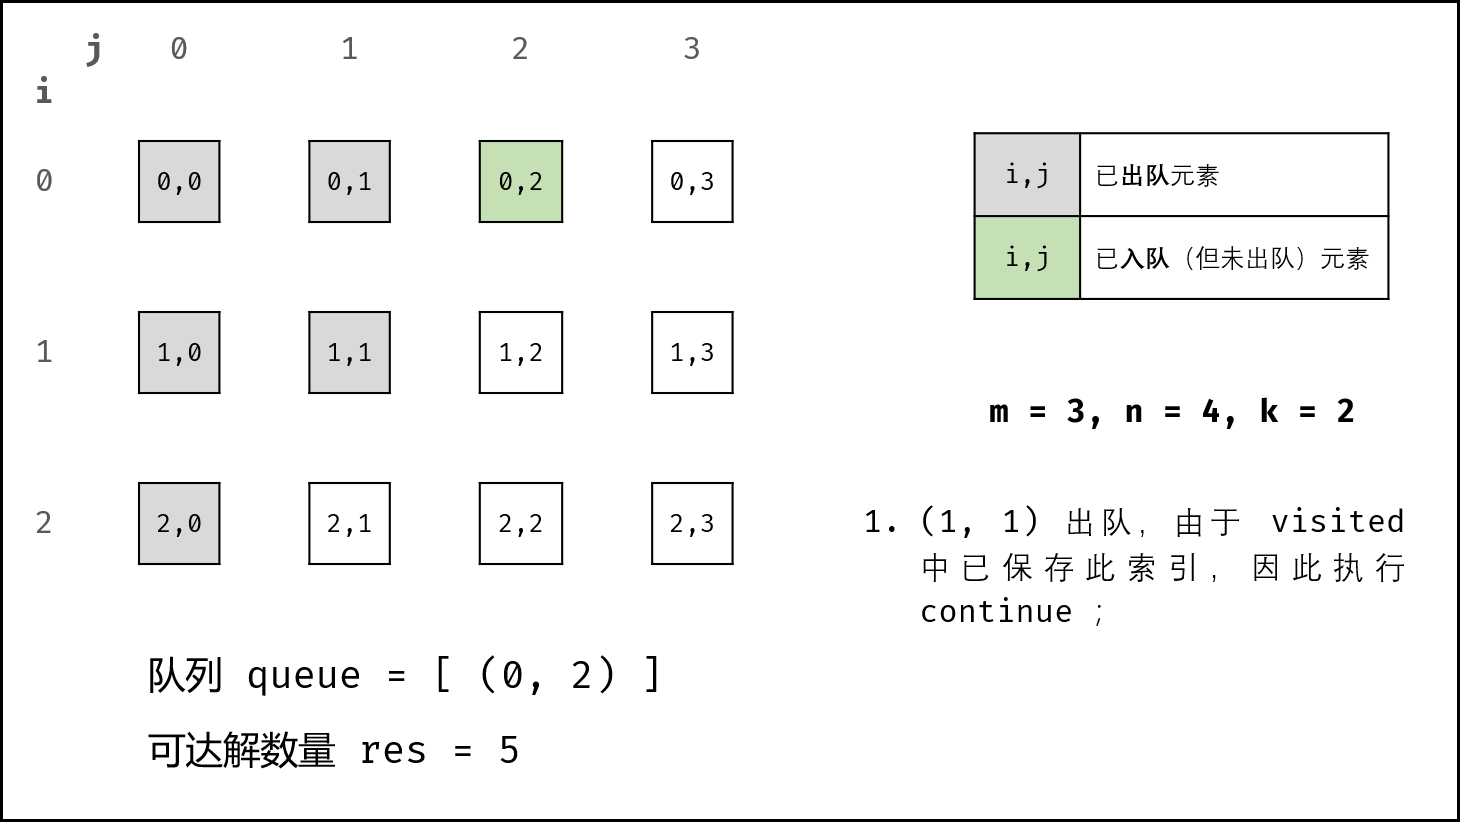 j 0 1 2 3
i
0 0,0 0,1 0,2 0,3
1 1,0 1,1 1,2 1,3
2 2,0 2,1 2,2 2,3
队列 queue = [ (0, 2) ]
可达解数量 res = 5
i,j 已出队元素
i,j 已入队（但未出队）元素
m = 3, n = 4, k = 2
1. (1, 1) 出队，由于 visited
中已保存此索引，因此执行
continue ；